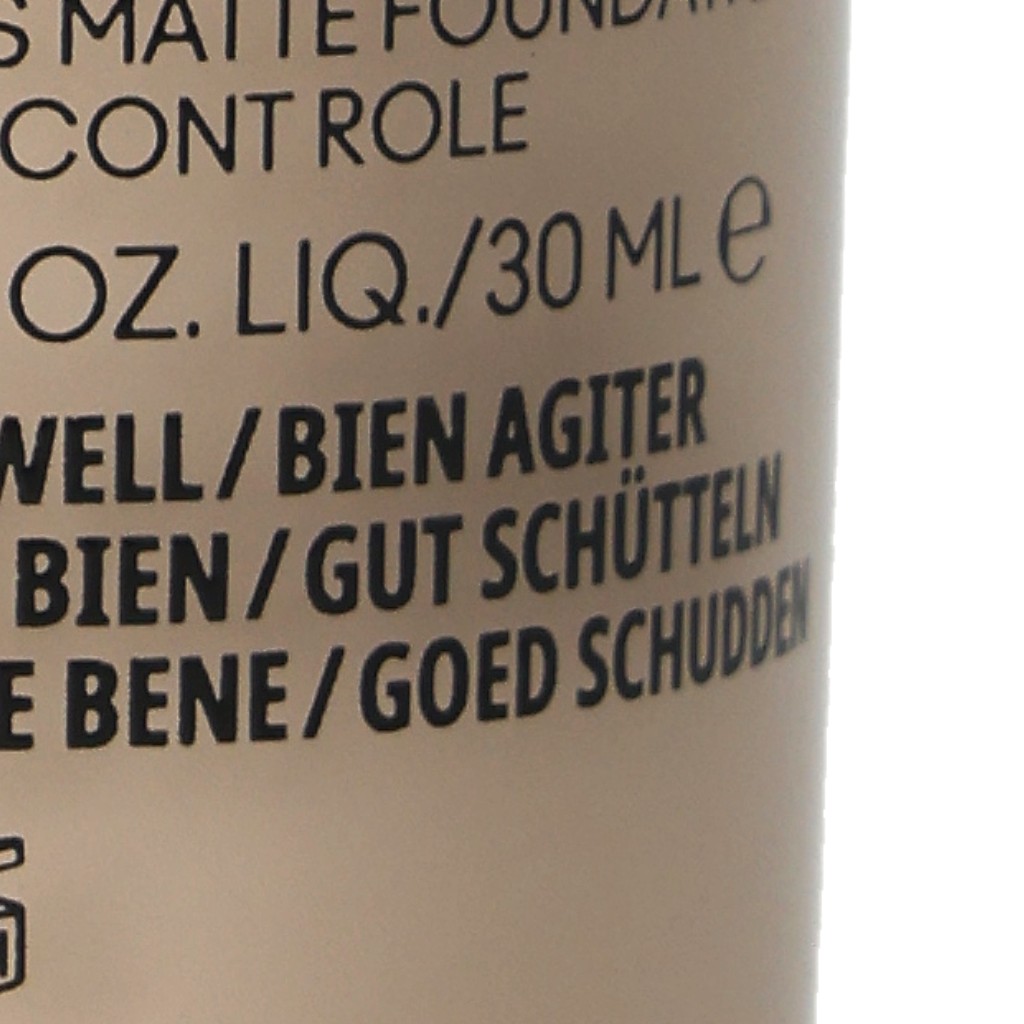 S MATTE FOUNDA
CONT ROLE
OZ. LIQ./30 ML e
WELL / BIEN AGITER
BIEN / GUT SCHÜTTELN
E BENE / GOED SCHUDDEN